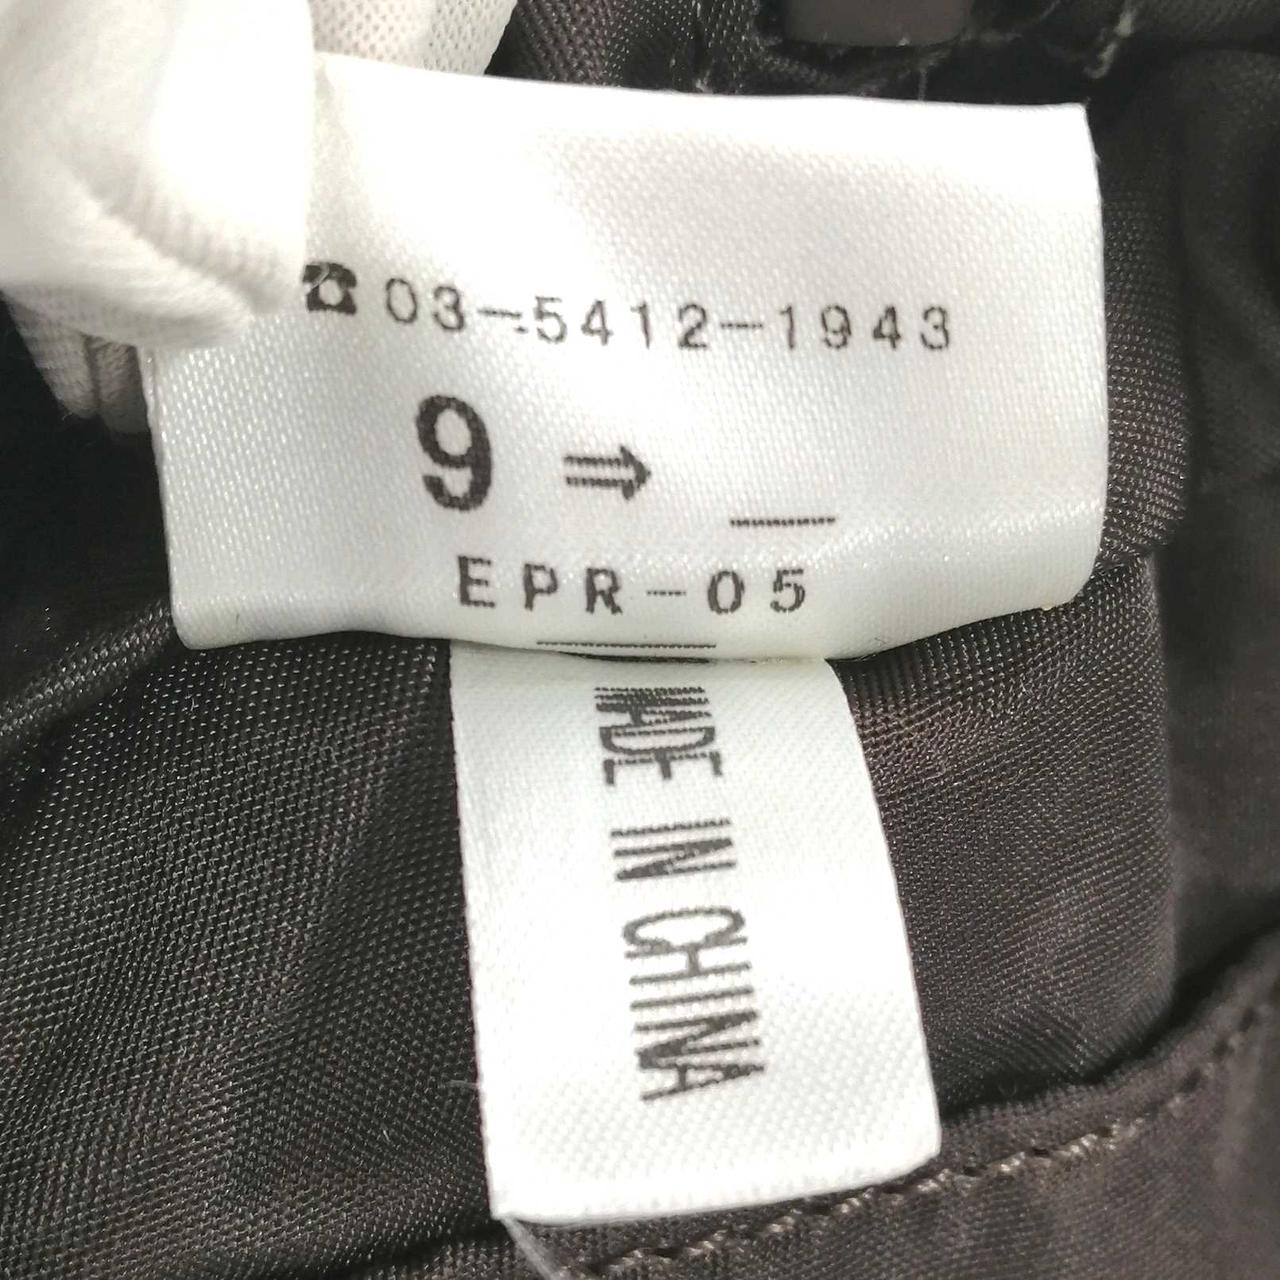 ☎03-5412-1943
9 ⇒ _
EPR-05
MADE IN CHINA